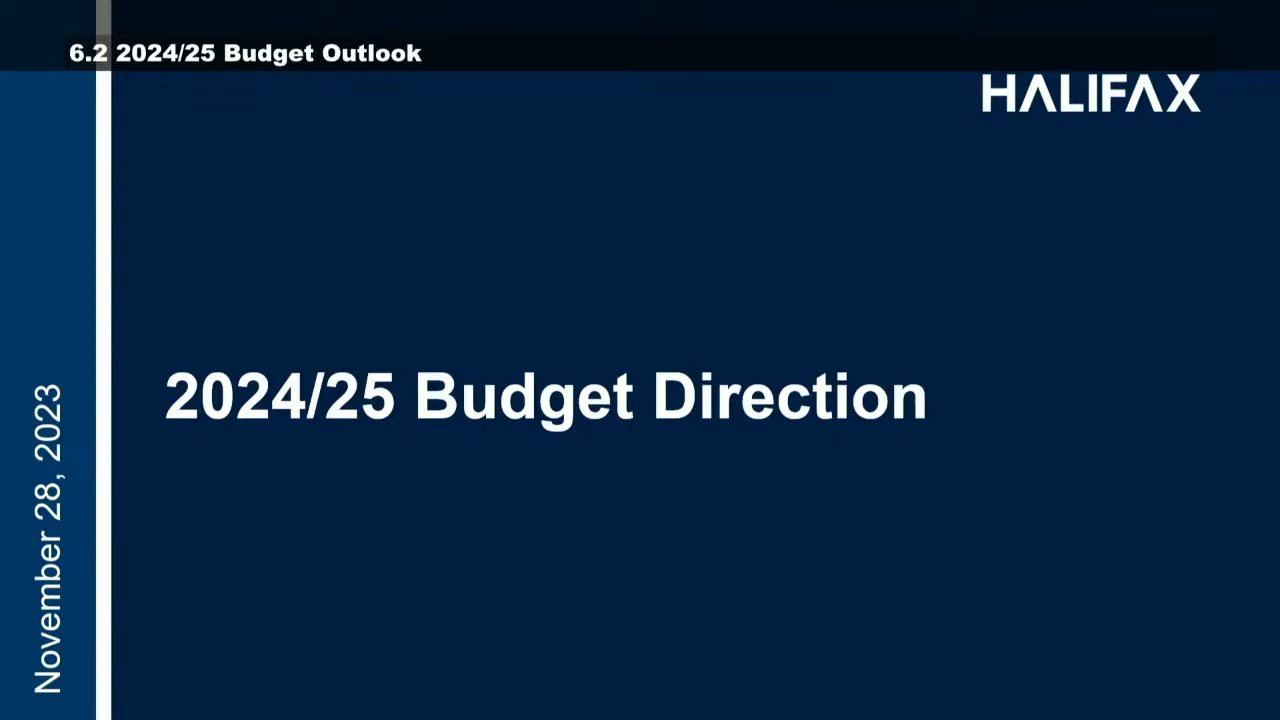 6.2 2024/25 Budget Outlook
HALIFAX
2024/25 Budget Direction
November 28, 2023